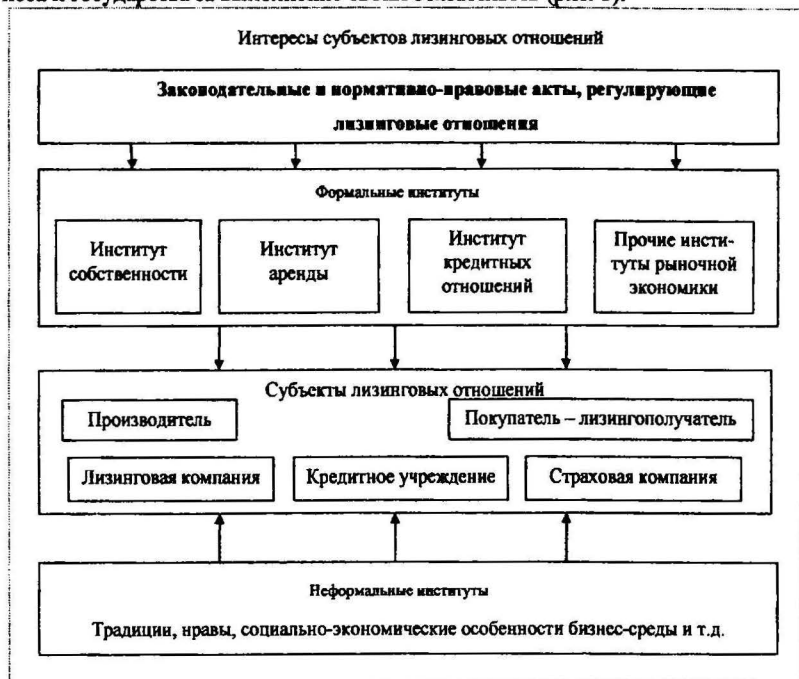 Интересы субъектов лизинговых отношений
Законодательные и нормативно-правовые акты, регулирующие
лизинговые отношения
Формальные институты
Институт
собственности
Институт
аренды
Институт
кредитных
отношений
Прочие инсти-
туты рыночной
экономики
Субъекты лизинговых отношений
Производитель
Покупатель – лизингополучатель
Лизинговая компания
Кредитное учреждение
Страховая компания
Неформальные институты
Традиции, нравы, социально-экономические особенности бизнес-среды и т.д.